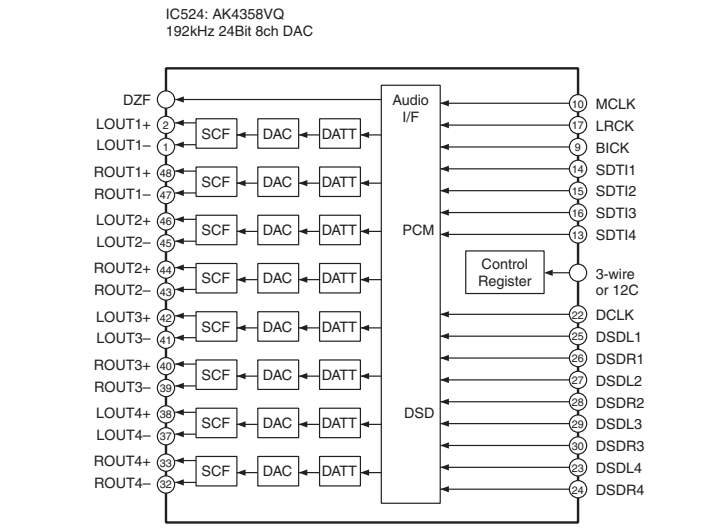 IC524: AK4358VQ
192kHz 24Bit 8ch DAC
DZF
Audio
I/F
10 MCLK
LOUT1+ 2
SCF DAC DATT
LOUT1– 1
17 LRCK
9 BICK
ROUT1+ 48
SCF DAC DATT
ROUT1– 47
14 SDTI1
15 SDTI2
LOUT2+ 46
SCF DAC DATT
LOUT2– 45
PCM
16 SDTI3
13 SDTI4
ROUT2+ 44
SCF DAC DATT
ROUT2– 43
Control
Register
3-wire
or 12C
LOUT3+ 42
SCF DAC DATT
LOUT3– 41
22 DCLK
25 DSDL1
ROUT3+ 40
SCF DAC DATT
ROUT3– 39
26 DSDR1
27 DSDL2
LOUT4+ 38
SCF DAC DATT
LOUT4– 37
DSD
28 DSDR2
29 DSDL3
30 DSDR3
ROUT4+ 33
SCF DAC DATT
ROUT4– 32
23 DSDL4
24 DSDR4